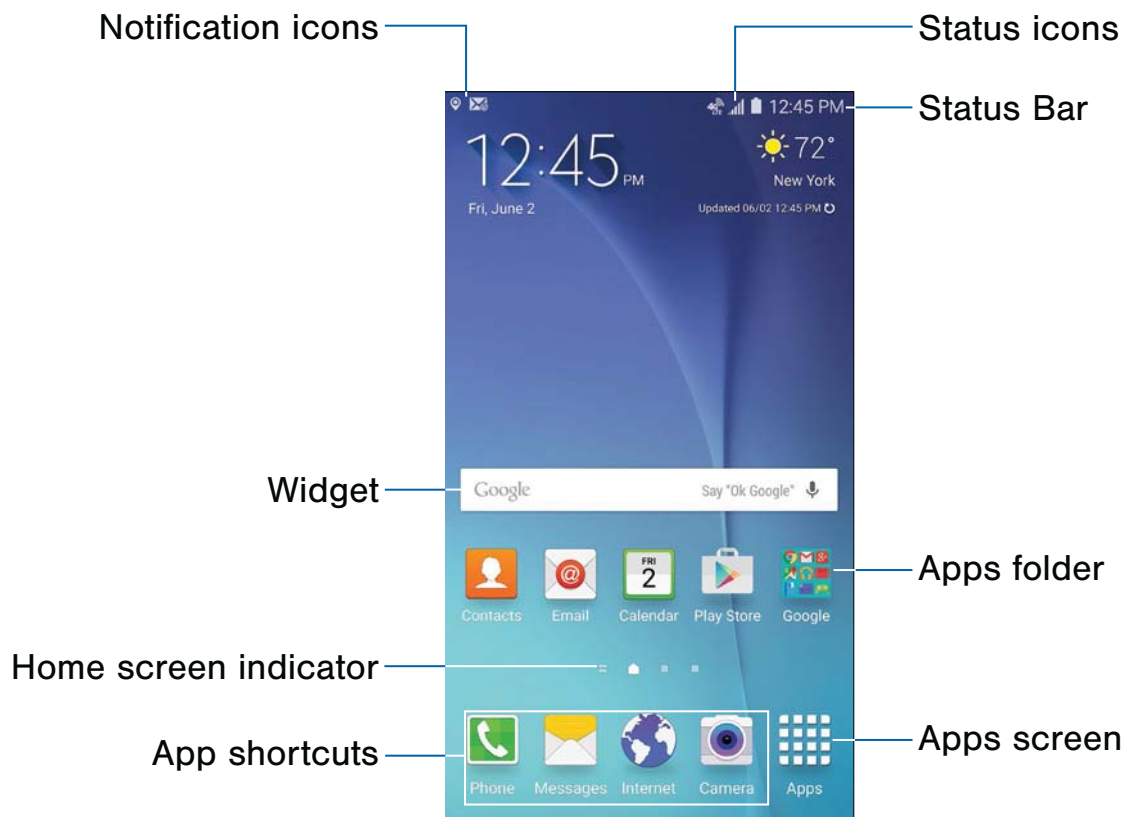 Notification icons
Status icons
4G LTE 12:45 PM
Status Bar
12:45 PM
72°
New York
Fri, June 2
Updated 06/02 12:45 PM
Widget
Google Say "Ok Google"
@
FRI
2
Apps folder
Contacts Email Calendar Play Store Google
Home screen indicator
App shortcuts
Apps screen
Phone Messages Internet Camera Apps